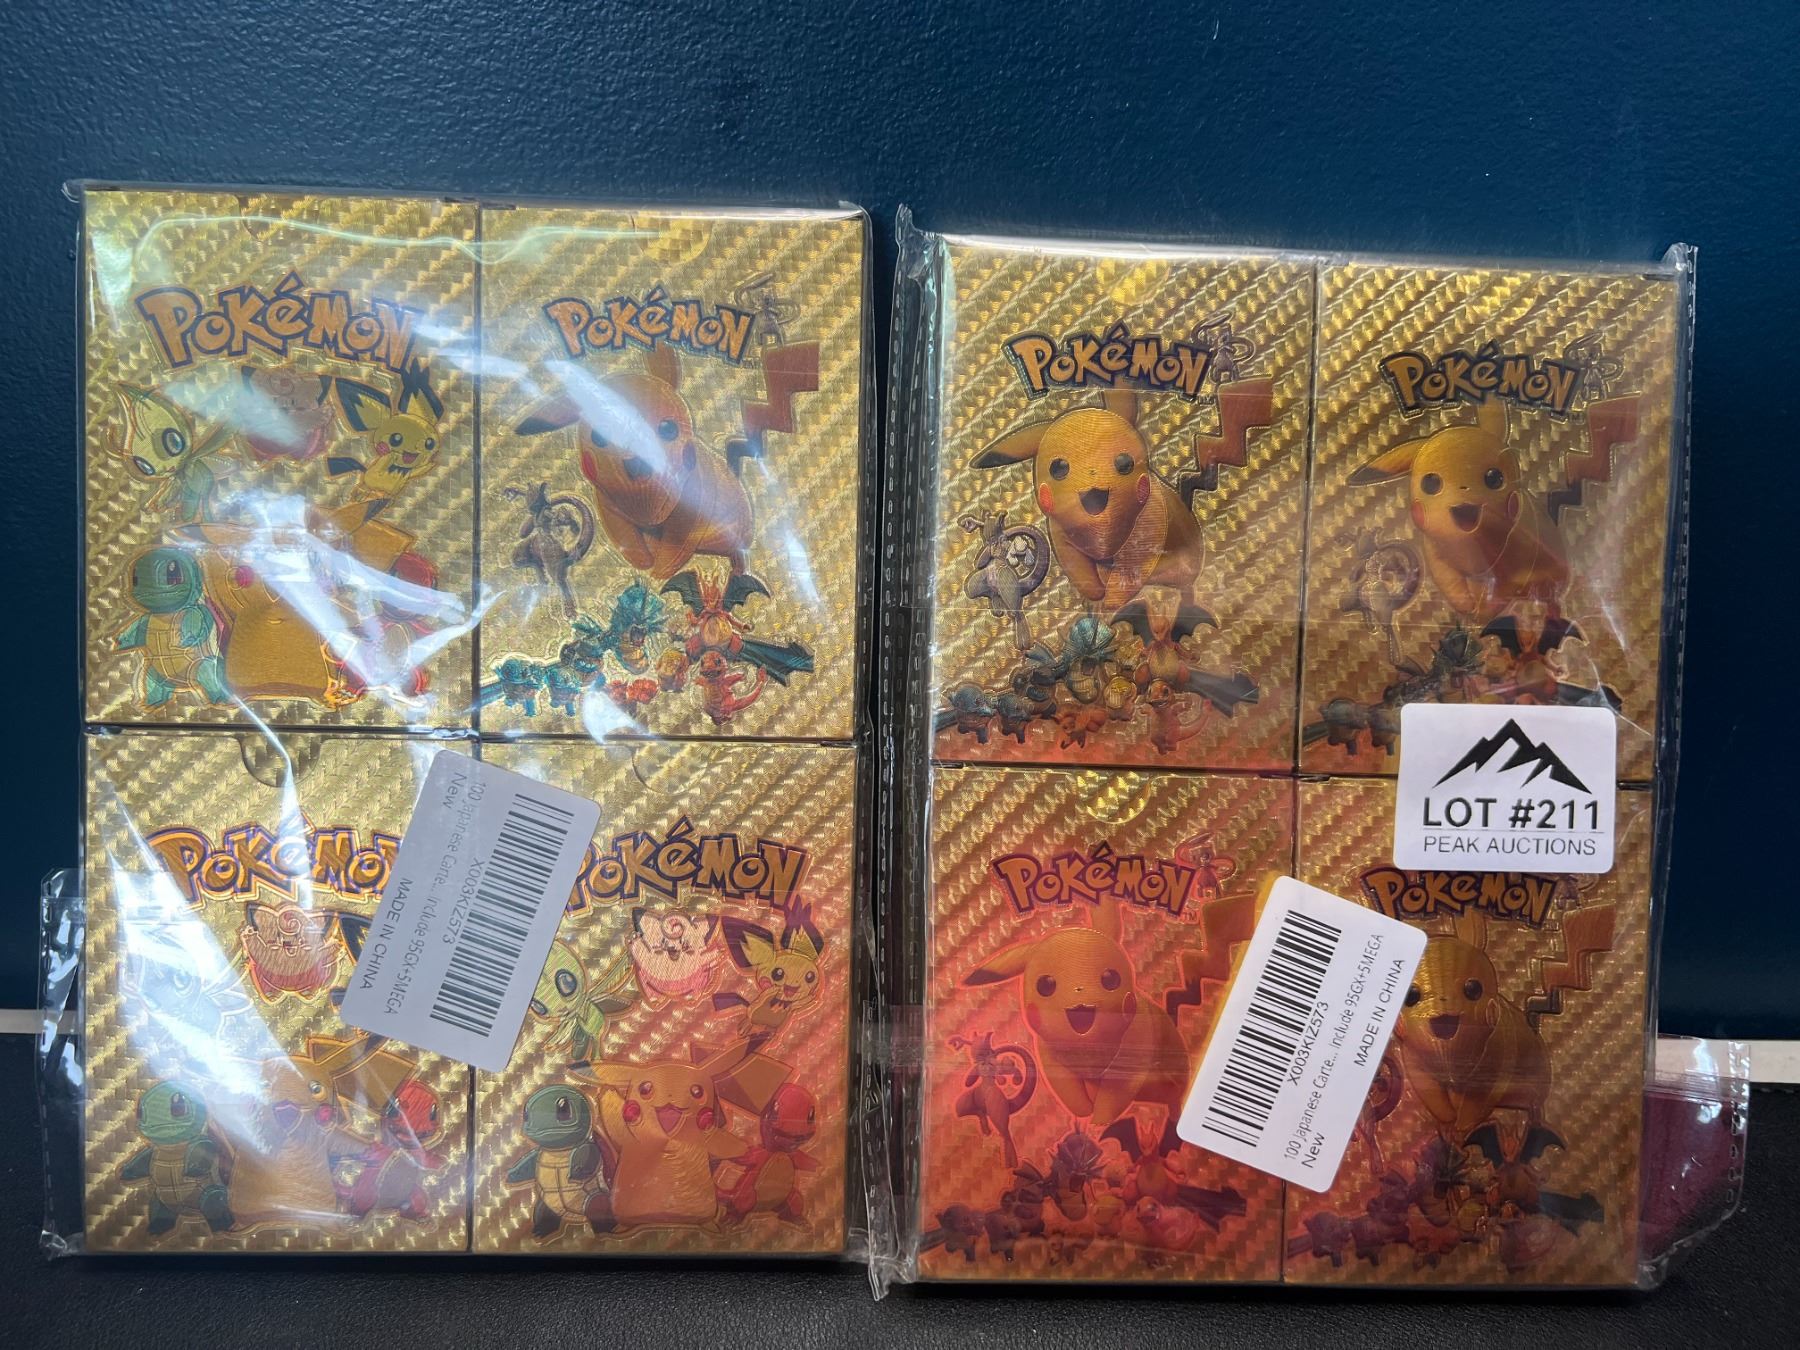 POKéMON
POKéMON
POKéMON
POKéMON
POKéMON
POKéMON
POKéMON
POKéMON
X003KIZ573
100 Japanese Carte... include 95GX+5MEGA
New
MADE IN CHINA
LOT #211
PEAK AUCTIONS
X003KIZ573
100 Japanese Carte... include 95GX+5MEGA
New
MADE IN CHINA